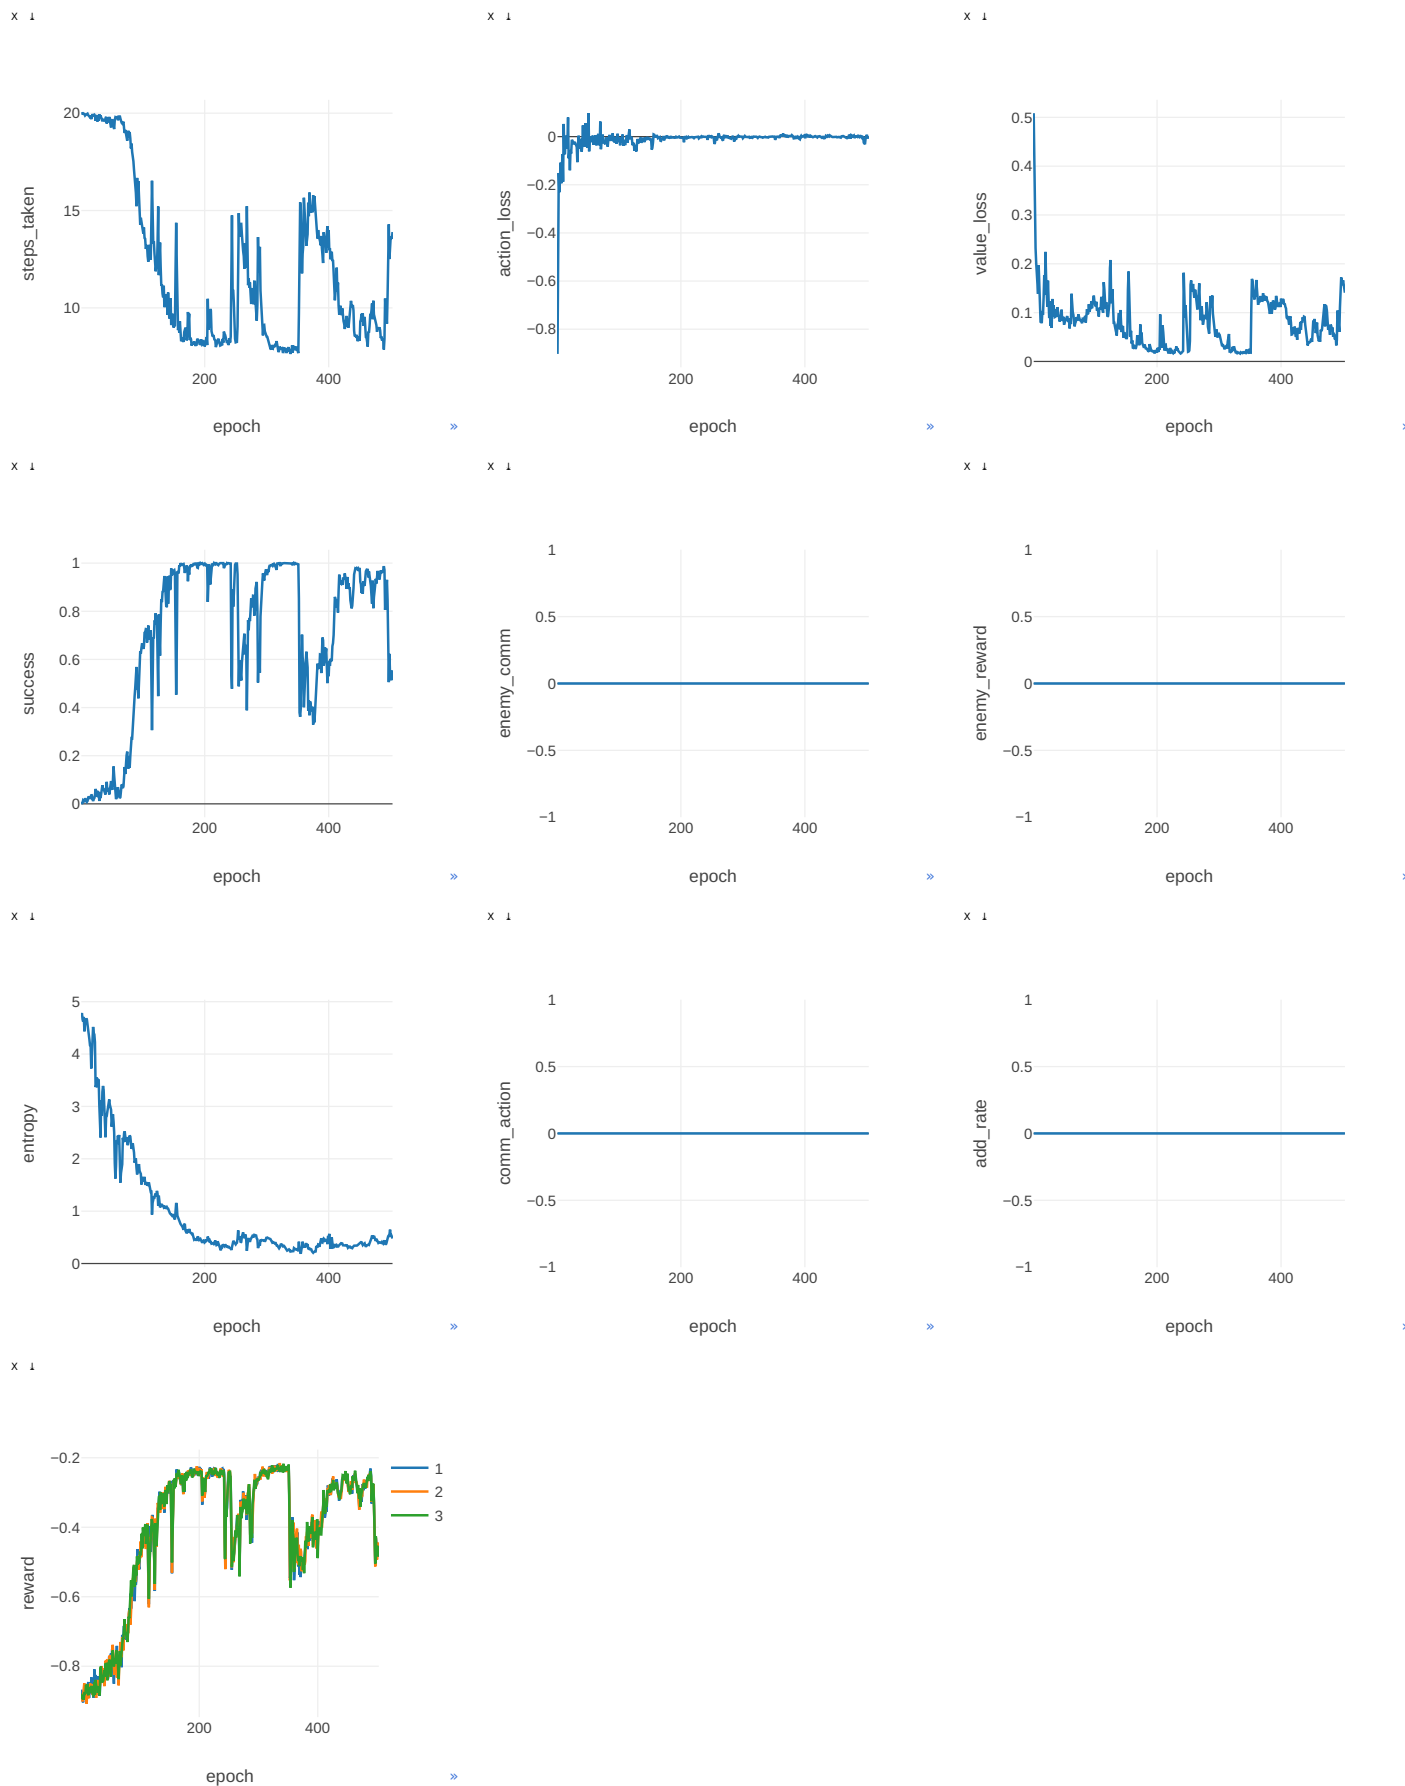 X ⤓
X ⤓
X ⤓
steps_taken
20
15
10
200
400
epoch
»
action_loss
0
−0.2
−0.4
−0.6
−0.8
200
400
epoch
»
value_loss
0.5
0.4
0.3
0.2
0.1
0
200
400
epoch
»
X ⤓
X ⤓
X ⤓
success
1
0.8
0.6
0.4
0.2
0
200
400
epoch
»
enemy_comm
1
0.5
0
−0.5
−1
200
400
epoch
»
enemy_reward
1
0.5
0
−0.5
−1
200
400
epoch
»
X ⤓
X ⤓
X ⤓
entropy
5
4
3
2
1
0
200
400
epoch
»
comm_action
1
0.5
0
−0.5
−1
200
400
epoch
»
add_rate
1
0.5
0
−0.5
−1
200
400
epoch
»
X ⤓
reward
−0.2
−0.4
−0.6
−0.8
200
400
epoch
1
2
3
»